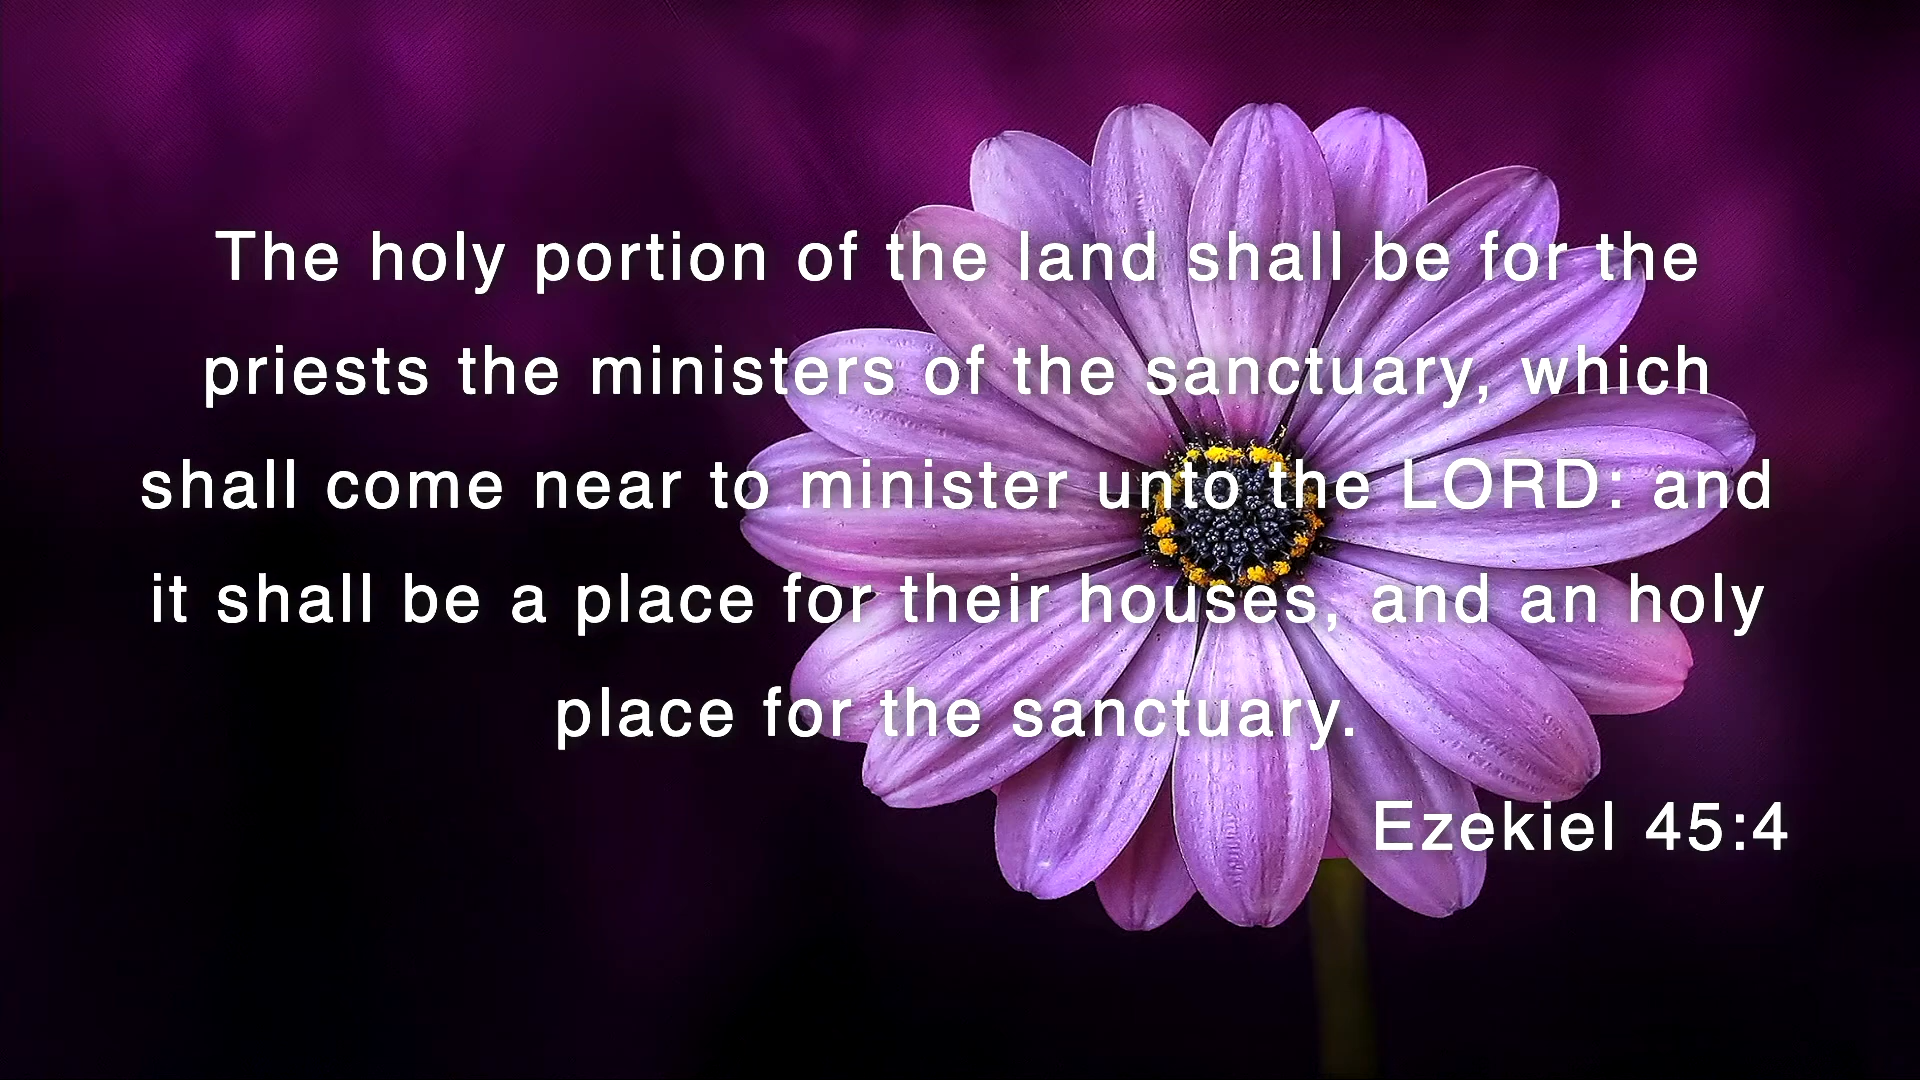 The holy portion of the land shall be for the
priests the ministers of the sanctuary, which
shall come near to minister unto the LORD: and
it shall be a place for their houses, and an holy
place for the sanctuary.
Ezekiel 45:4